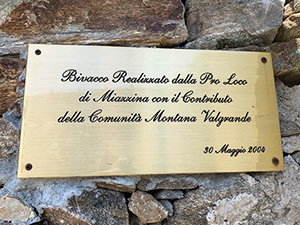 Bivacco Realizzato dalla Pro Loco
di Miazzina con il Contributo
della Comunità Montana Valgrande
30 Maggio 2004